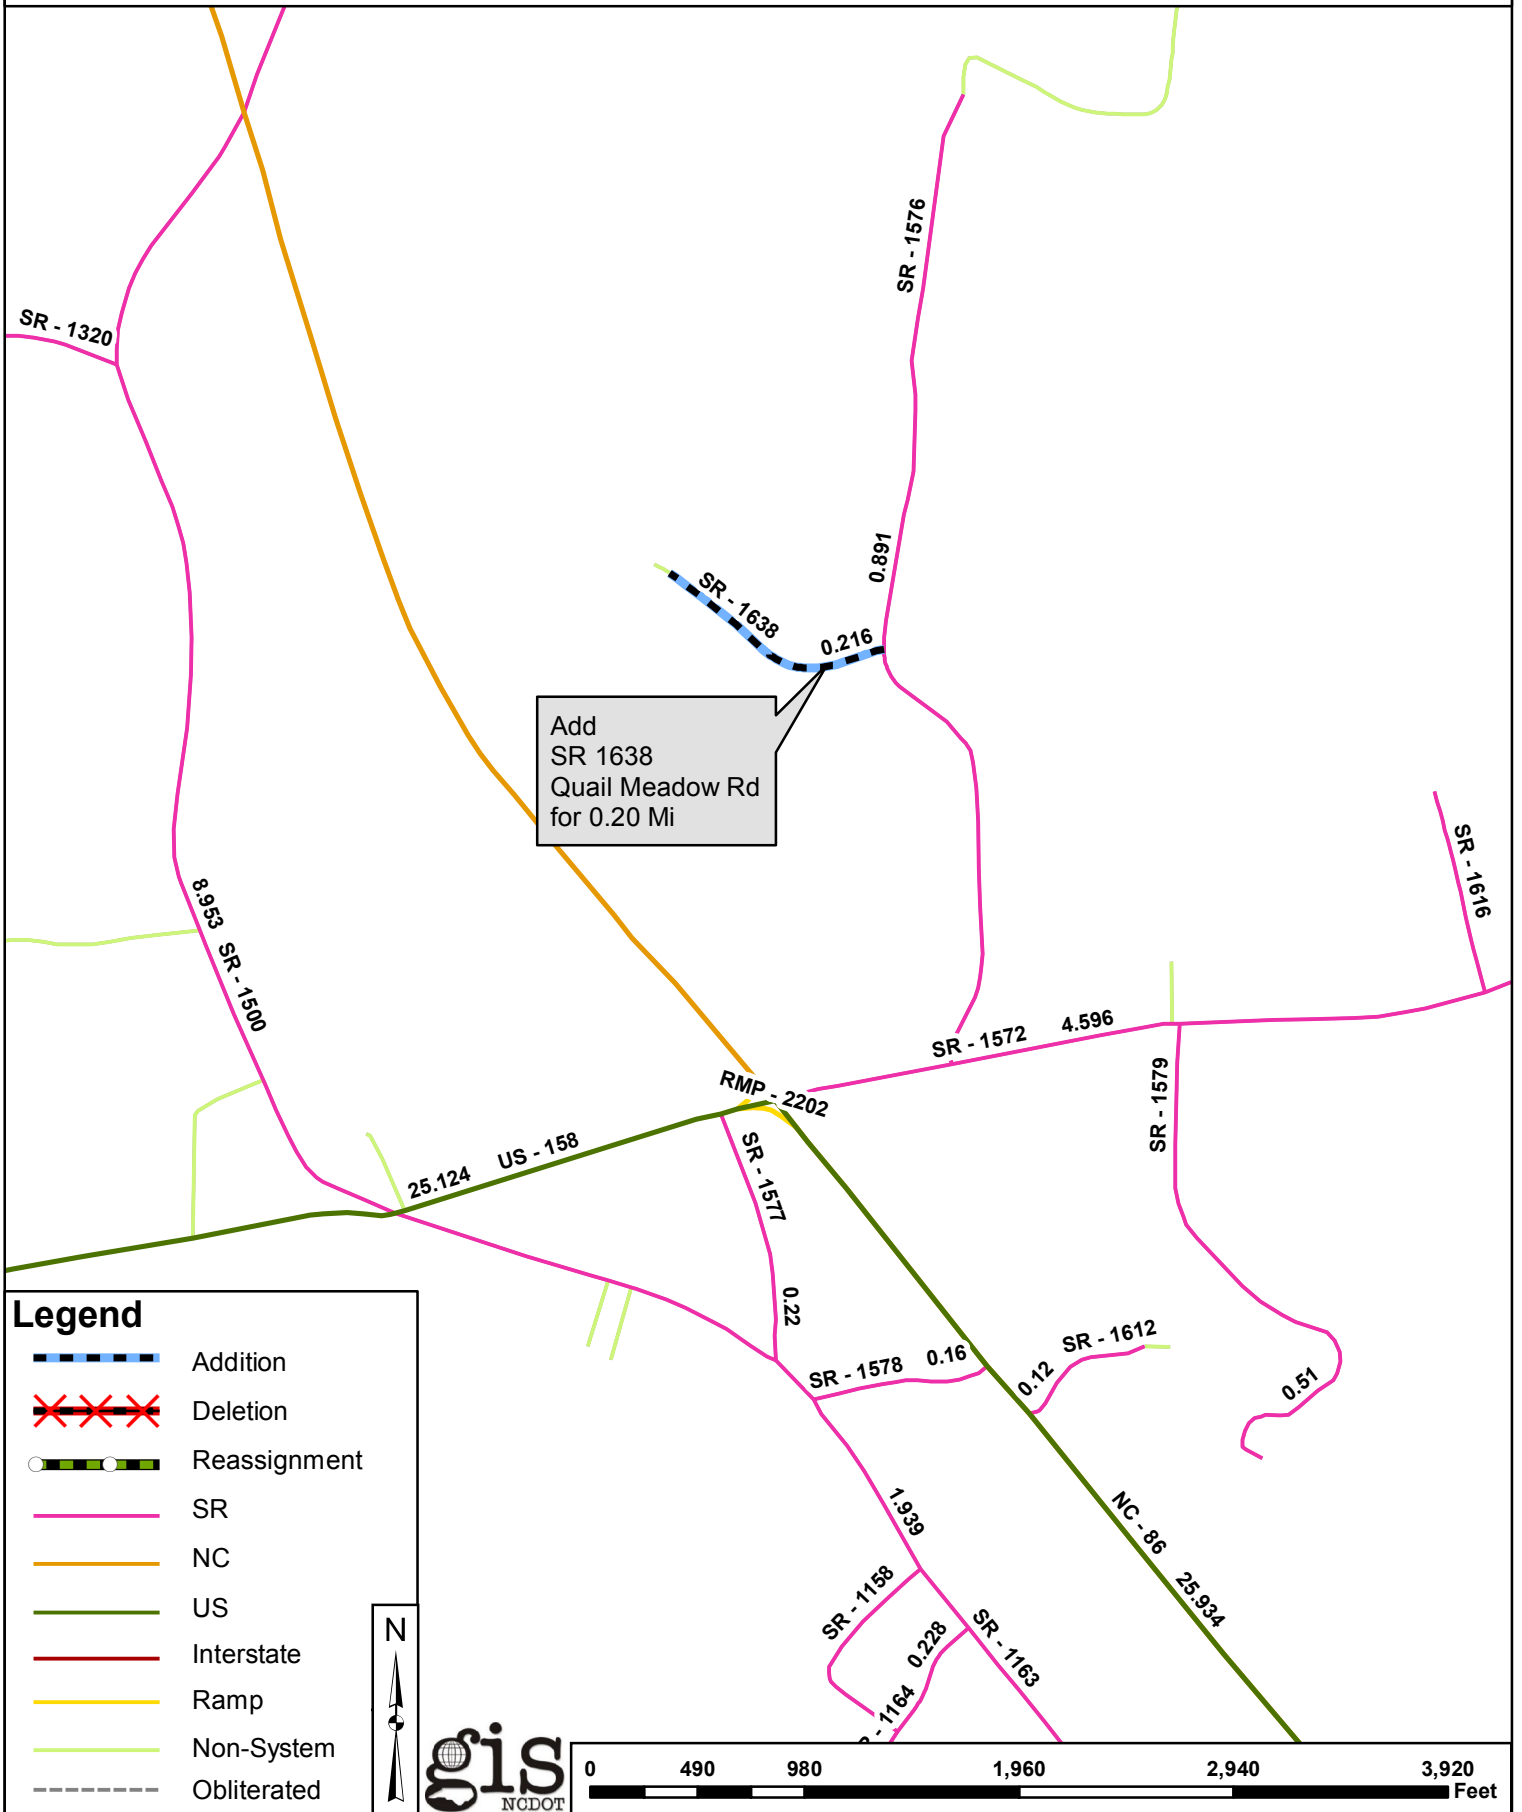 SR - 1576
SR - 1320
0.891
SR - 1638
0.216
Add
SR 1638
Quail Meadow Rd
for 0.20 Mi
SR - 1616
8.953 SR - 1500
SR - 1572 4.596
RMP - 2202
SR - 1579
25.124 US - 158
SR - 1577
0.22
SR - 1578 0.16
0.12 SR - 1612
0.51
1.939
NC - 86 25.934
SR - 1158
0.228
SR - 1163
- 1164
Legend
Addition
Deletion
Reassignment
SR
NC
US
Interstate
Ramp
Non-System
Obliterated
N
gis
NCDOT
0 490 980 1,960 2,940 3,920
Feet